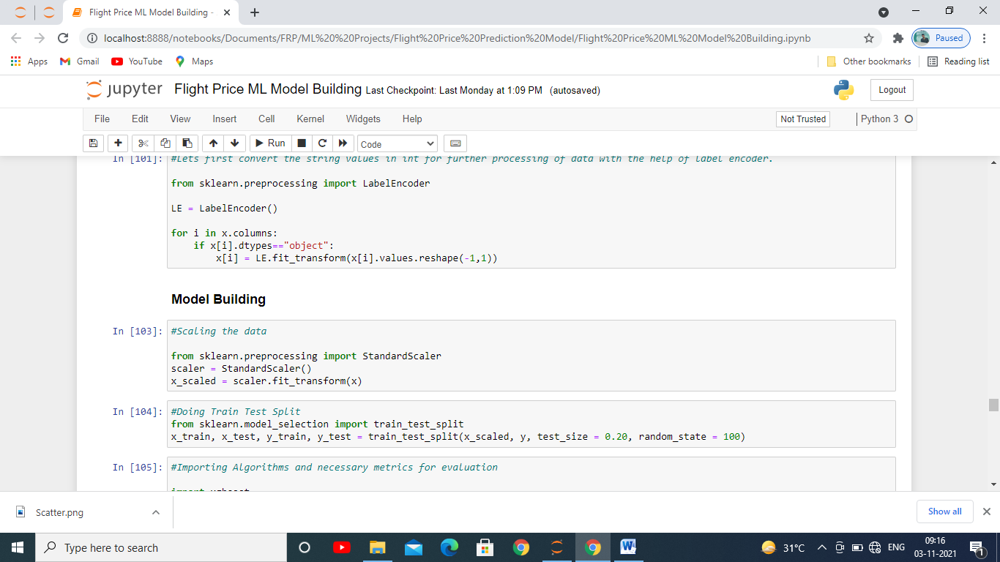 Flight Price ML Model Building -
localhost:8888/notebooks/Documents/FRP/ML%20%20Projects/Flight%20Price%20Prediction%20Model/Flight%20Price%20ML%20Model%20Building.ipynb
Paused
Apps Gmail YouTube Maps Other bookmarks Reading list
jupyter Flight Price ML Model Building Last Checkpoint: Last Monday at 1:09 PM (autosaved) Logout
File Edit View Insert Cell Kernel Widgets Help Not Trusted Python 3
Run Code
In [101]: #Lets first convert the string values in int for further processing of data with the help of label encoder.
from sklearn.preprocessing import LabelEncoder
LE = LabelEncoder()
for i in x.columns:
    if x[i].dtypes=="object":
        x[i] = LE.fit_transform(x[i].values.reshape(-1,1))
Model Building
In [103]: #Scaling the data
from sklearn.preprocessing import StandardScaler
scaler = StandardScaler()
x_scaled = scaler.fit_transform(x)
In [104]: #Doing Train Test Split
from sklearn.model_selection import train_test_split
x_train, x_test, y_train, y_test = train_test_split(x_scaled, y, test_size = 0.20, random_state = 100)
In [105]: #Importing Algorithms and necessary metrics for evaluation
Scatter.png Show all
Type here to search 31°C ENG 09:16
03-11-2021 1